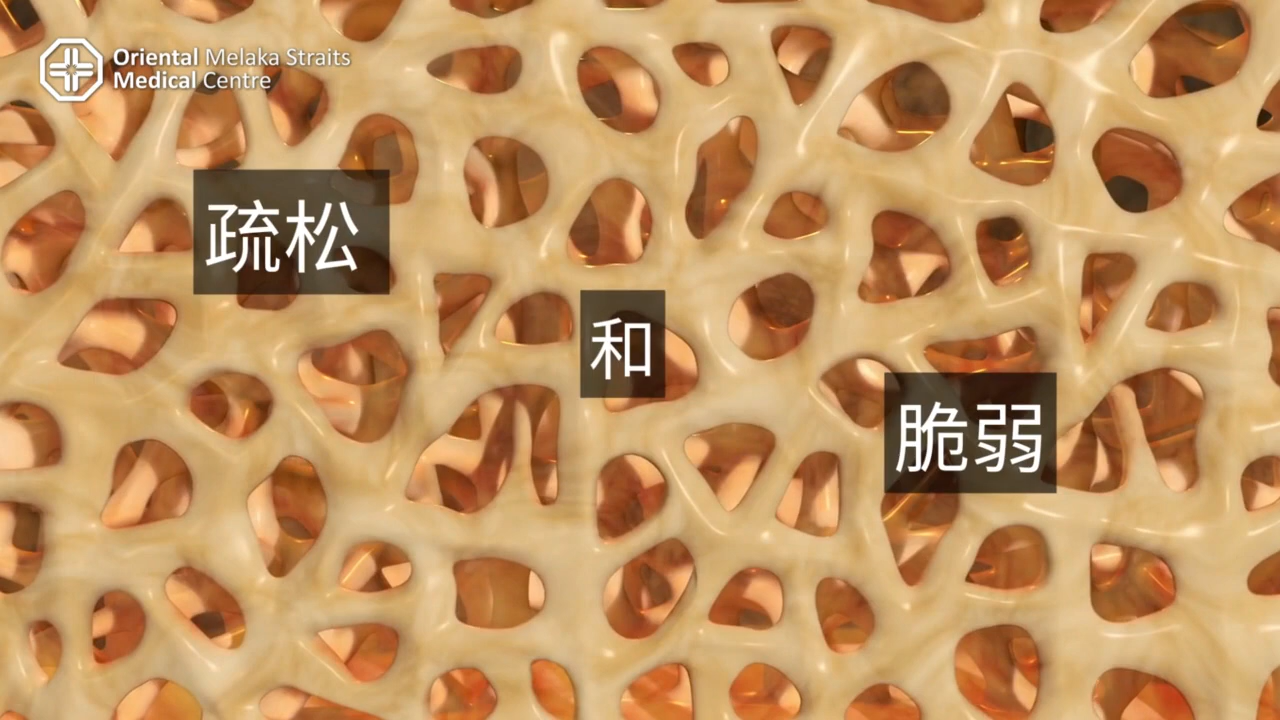 Oriental Melaka Straits
Medical Centre
疏松
和
脆弱